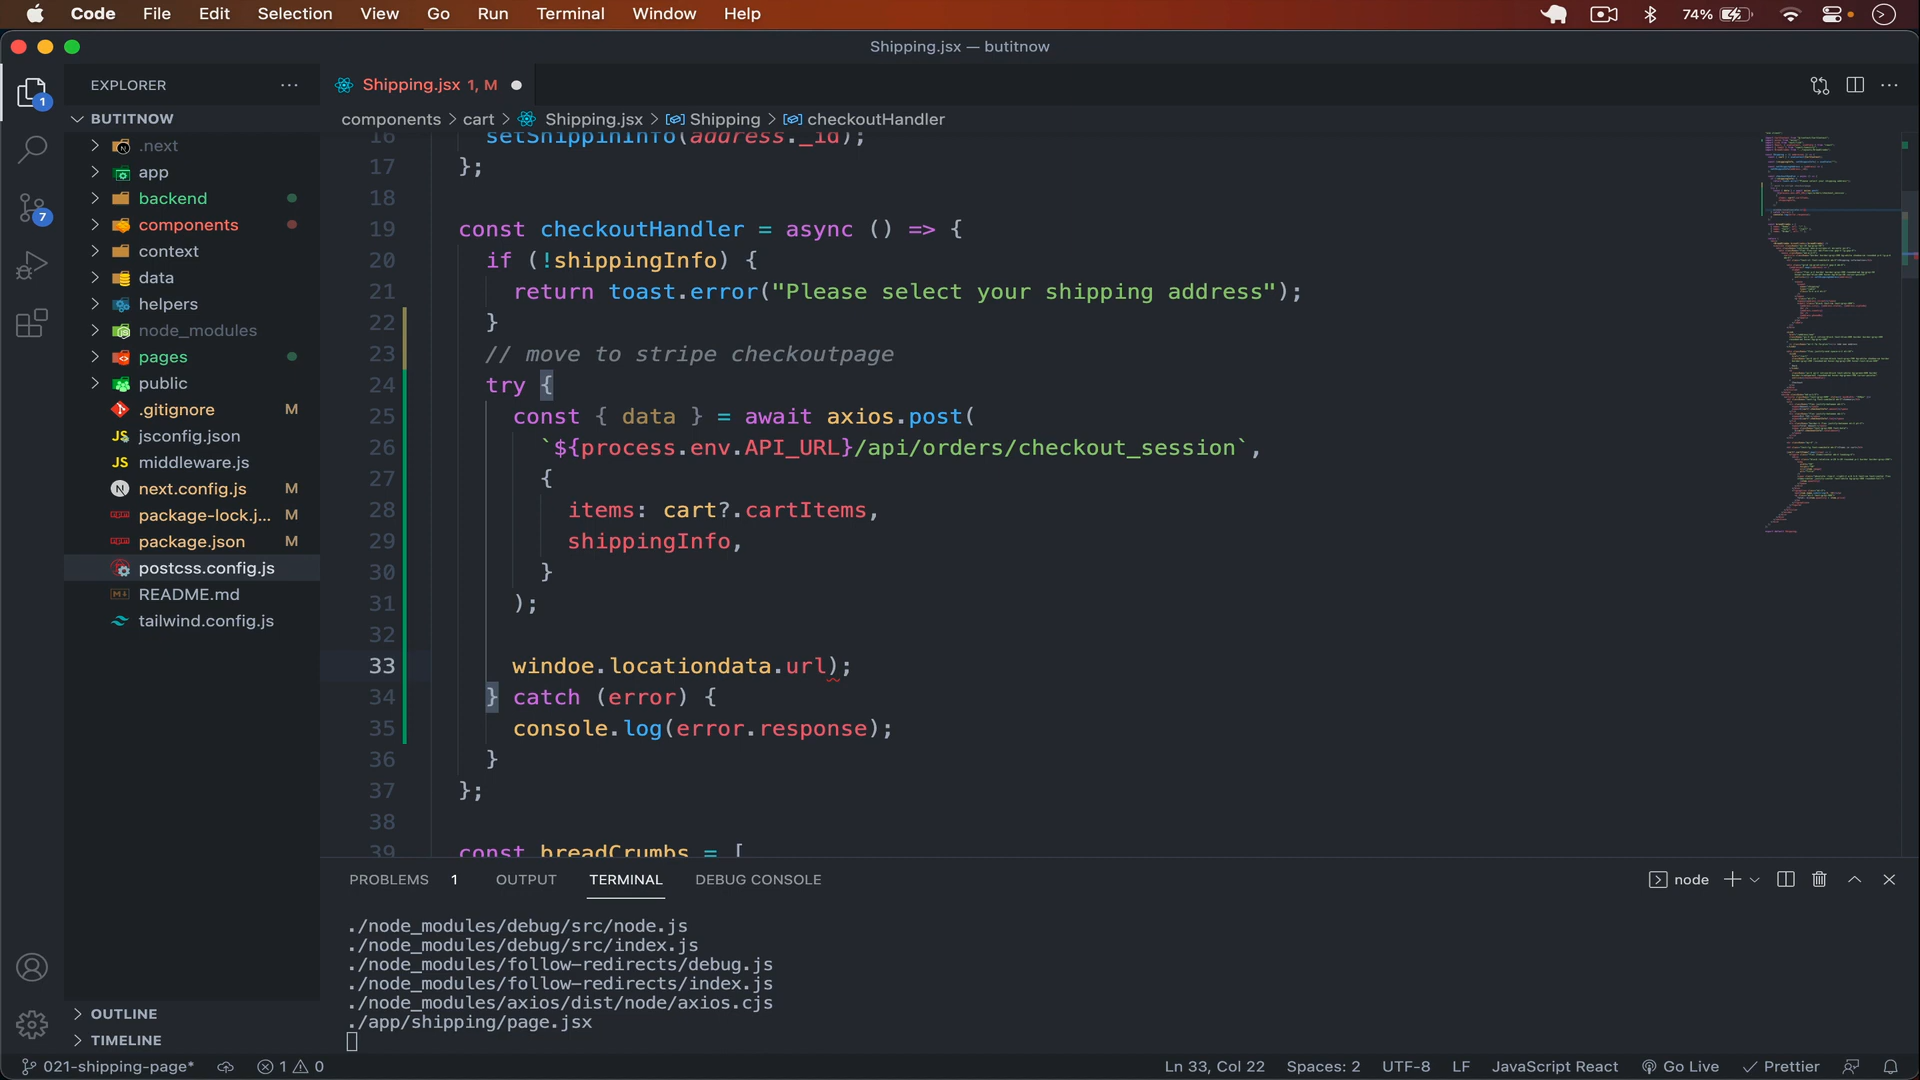 Code File Edit Selection View Go Run Terminal Window Help 74%
Shipping.jsx — butitnow
EXPLORER
Shipping.jsx 1, M
1
BUTITNOW
components > cart > Shipping.jsx > Shipping > checkoutHandler
.next
app
backend
components
context
data
helpers
node_modules
pages
public
.gitignore M
jsconfig.json
middleware.js
next.config.js M
package-lock.j... M
package.json M
postcss.config.js
README.md
tailwind.config.js
7
OUTLINE
TIMELINE
16 setShippinInfo(address._id);
17 };
18
19 const checkoutHandler = async () => {
20 if (!shippingInfo) {
21 return toast.error("Please select your shipping address");
22 }
23 // move to stripe checkoutpage
24 try {
25 const { data } = await axios.post(
26 `${process.env.API_URL}/api/orders/checkout_session`,
27 {
28 items: cart?.cartItems,
29 shippingInfo,
30 }
31 );
32
33 windoe.locationdata.url);
34 } catch (error) {
35 console.log(error.response);
36 }
37 };
38
39 const breadCrumbs = [
PROBLEMS 1 OUTPUT TERMINAL DEBUG CONSOLE node
./node_modules/debug/src/node.js
./node_modules/debug/src/index.js
./node_modules/follow-redirects/debug.js
./node_modules/follow-redirects/index.js
./node_modules/axios/dist/node/axios.cjs
./app/shipping/page.jsx
021-shipping-page* 1 0 Ln 33, Col 22 Spaces: 2 UTF-8 LF JavaScript React Go Live Prettier